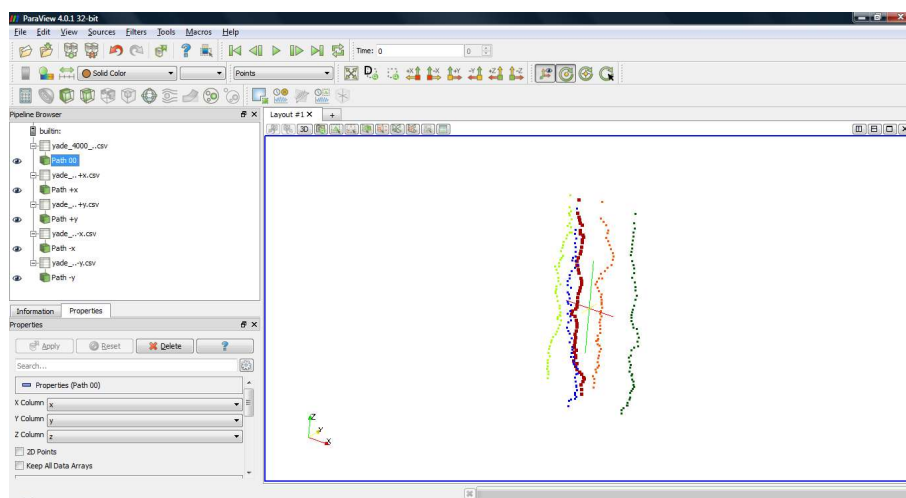 ParaView 4.0.1 32-bit
File Edit View Sources Filters Tools Macros Help
Time: 0 0
Solid Color Points
+X -X +Y -Y +Z -Z
Pipeline Browser
Layout #1 X +
3D
builtin:
yade_4000_..csv
Path 00
yade_..+x.csv
Path +x
yade_..+y.csv
Path +y
yade_..-x.csv
Path -x
yade_..-y.csv
Path -y
Z
Y
X
Information Properties
Properties
Apply Reset Delete ?
Search...
Properties (Path 00)
X Column x
Y Column y
Z Column z
2D Points
Keep All Data Arrays